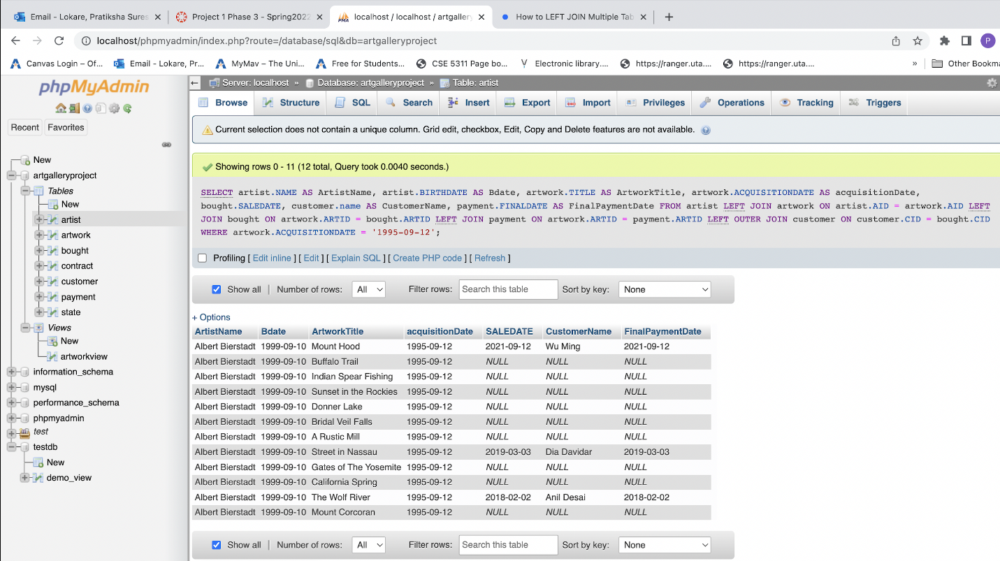 Email - Lokare, Pratiksha Sures
Project 1 Phase 3 - Spring2022
localhost / localhost / artgallery
How to LEFT JOIN Multiple Tab
localhost/phpmyadmin/index.php?route=/database/sql&db=artgalleryproject
P
Canvas Login – Of...
Email - Lokare, Pr...
MyMav – The Uni...
Free for Students...
CSE 5311 Page bo...
Electronic library....
https://ranger.uta....
https://ranger.uta....
»
Other Bookma
phpMyAdmin
Recent
Favorites
New
artgalleryproject
Tables
New
artist
artwork
bought
contract
customer
payment
state
Views
New
artworkview
information_schema
mysql
performance_schema
phpmyadmin
test
testdb
New
demo_view
Server: localhost » Database: artgalleryproject » Table: artist
Browse Structure SQL Search Insert Export Import Privileges Operations Tracking Triggers
Current selection does not contain a unique column. Grid edit, checkbox, Edit, Copy and Delete features are not available.
Showing rows 0 - 11 (12 total, Query took 0.0040 seconds.)
SELECT artist.NAME AS ArtistName, artist.BIRTHDATE AS Bdate, artwork.TITLE AS ArtworkTitle, artwork.ACQUISITIONDATE AS acquisitionDate,
bought.SALEDATE, customer.name AS CustomerName, payment.FINALDATE AS FinalPaymentDate FROM artist LEFT JOIN artwork ON artist.AID = artwork.AID LEFT
JOIN bought ON artwork.ARTID = bought.ARTID LEFT JOIN payment ON artwork.ARTID = payment.ARTID LEFT OUTER JOIN customer ON customer.CID = bought.CID
WHERE artwork.ACQUISITIONDATE = '1995-09-12';
Profiling [ Edit inline ] [ Edit ] [ Explain SQL ] [ Create PHP code ] [ Refresh ]
Show all | Number of rows: All Filter rows: Search this table Sort by key: None
+ Options
ArtistName Bdate ArtworkTitle acquisitionDate SALEDATE CustomerName FinalPaymentDate
Albert Bierstadt 1999-09-10 Mount Hood 1995-09-12 2021-09-12 Wu Ming 2021-09-12
Albert Bierstadt 1999-09-10 Buffalo Trail 1995-09-12 NULL NULL NULL
Albert Bierstadt 1999-09-10 Indian Spear Fishing 1995-09-12 NULL NULL NULL
Albert Bierstadt 1999-09-10 Sunset in the Rockies 1995-09-12 NULL NULL NULL
Albert Bierstadt 1999-09-10 Donner Lake 1995-09-12 NULL NULL NULL
Albert Bierstadt 1999-09-10 Bridal Veil Falls 1995-09-12 NULL NULL NULL
Albert Bierstadt 1999-09-10 A Rustic Mill 1995-09-12 NULL NULL NULL
Albert Bierstadt 1999-09-10 Street in Nassau 1995-09-12 2019-03-03 Dia Davidar 2019-03-03
Albert Bierstadt 1999-09-10 Gates of The Yosemite 1995-09-12 NULL NULL NULL
Albert Bierstadt 1999-09-10 California Spring 1995-09-12 NULL NULL NULL
Albert Bierstadt 1999-09-10 The Wolf River 1995-09-12 2018-02-02 Anil Desai 2018-02-02
Albert Bierstadt 1999-09-10 Mount Corcoran 1995-09-12 NULL NULL NULL
Show all | Number of rows: All Filter rows: Search this table Sort by key: None